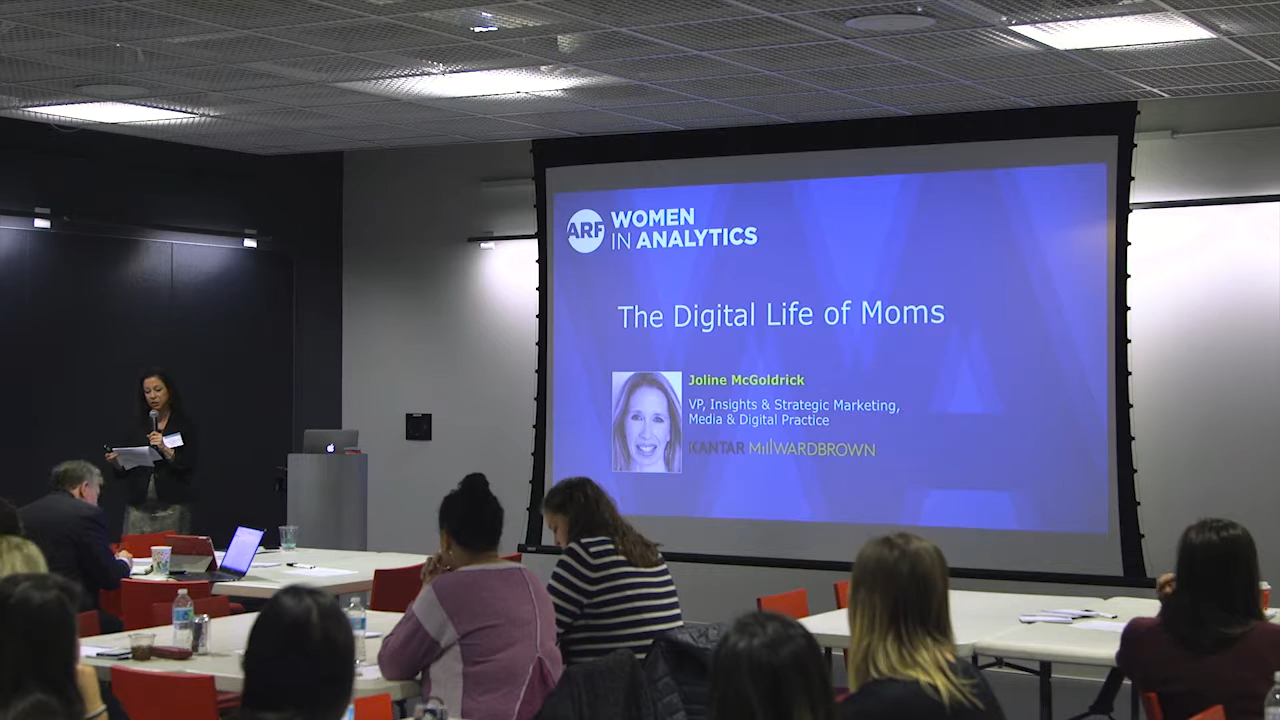 ARF WOMEN
IN ANALYTICS
The Digital Life of Moms
Joline McGoldrick
VP, Insights & Strategic Marketing,
Media & Digital Practice
KANTAR MillWARDBROWN